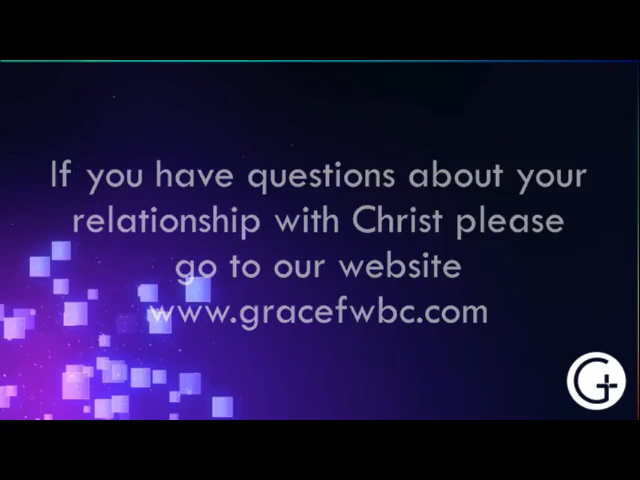 If you have questions about your
relationship with Christ please
go to our website
www.gracefwbc.com
G+